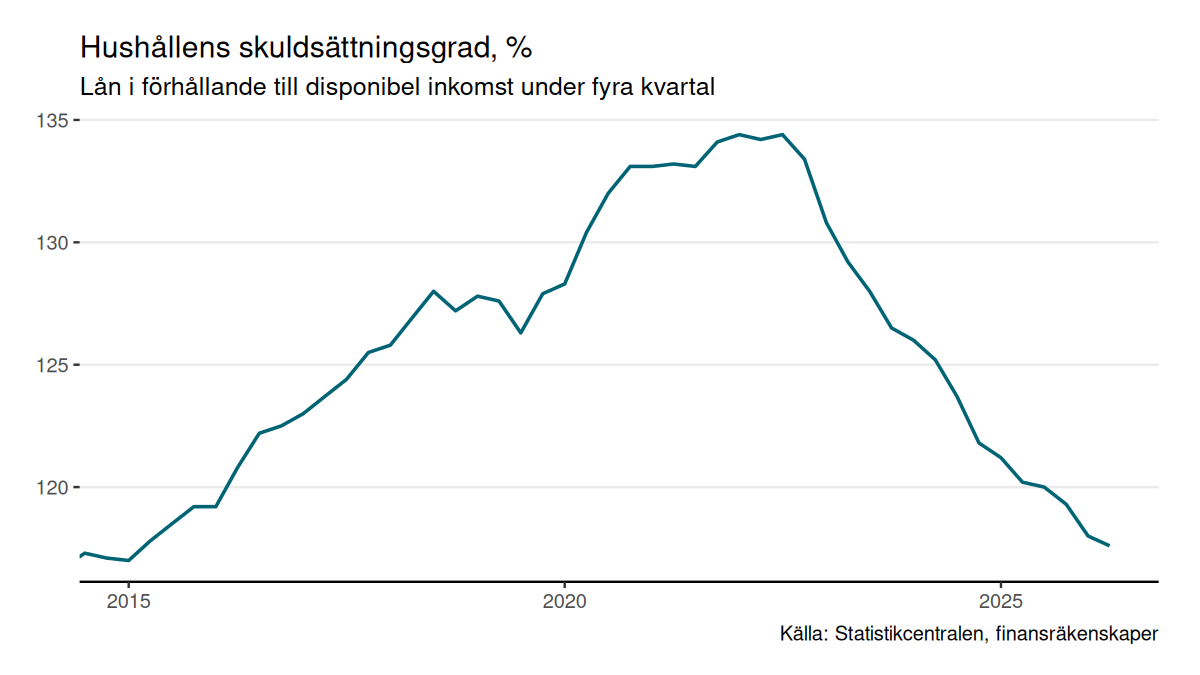 Hushållens skuldsättningsgrad, %
Lån i förhållande till disponibel inkomst under fyra kvartal
135
130
125
120
2015 2020 2025
Källa: Statistikcentralen, finansräkenskaper